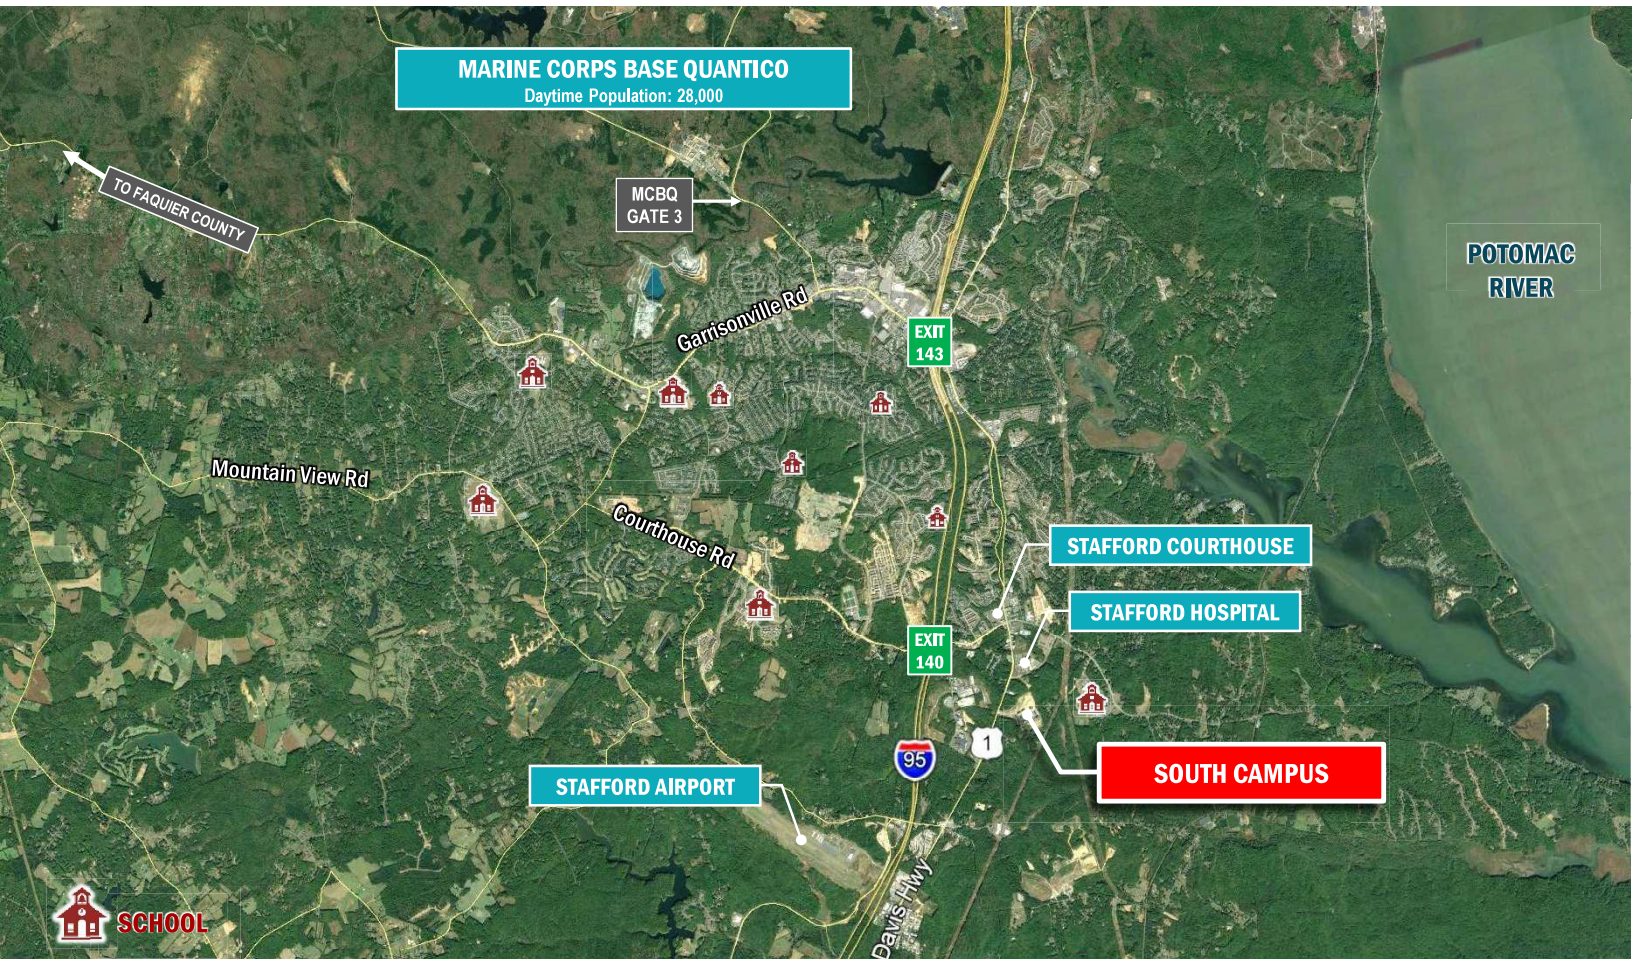 MARINE CORPS BASE QUANTICO
Daytime Population: 28,000
TO FAQUIER COUNTY
MCBQ
GATE 3
POTOMAC
RIVER
Garrisonville Rd
EXIT
143
Mountain View Rd
Courthouse Rd
STAFFORD COURTHOUSE
STAFFORD HOSPITAL
EXIT
140
1
95
SOUTH CAMPUS
STAFFORD AIRPORT
Davis Hwy
SCHOOL